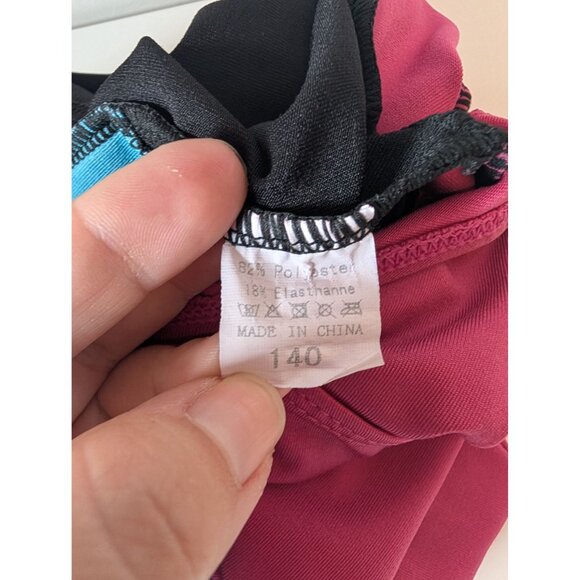 82% Polyester
18% Elasthanne
MADE IN CHINA
140